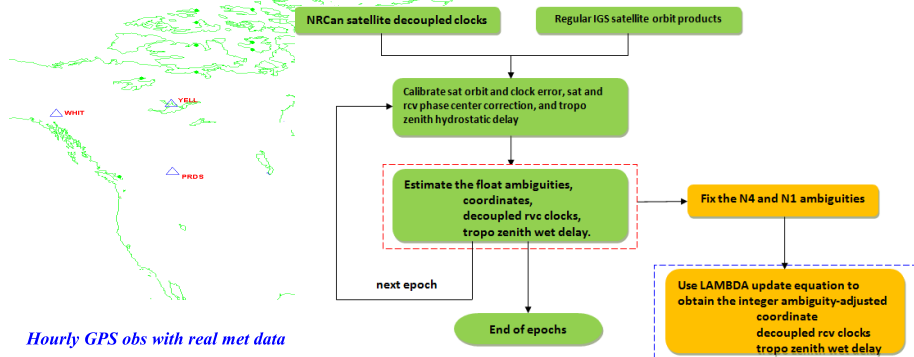 NRCan satellite decoupled clocks
Regular IGS satellite orbit products
Calibrate sat orbit and clock error, sat and
rcv phase center correction, and tropo
zenith hydrostatic delay
YELL
WHIT
PRDS
Estimate the float ambiguities,
coordinates,
decoupled rvc clocks,
tropo zenith wet delay.
Fix the N4 and N1 ambiguities
next epoch
Use LAMBDA update equation to
obtain the integer ambiguity-adjusted
coordinate
decoupled rcv clocks
tropo zenith wet delay
End of epochs
Hourly GPS obs with real met data